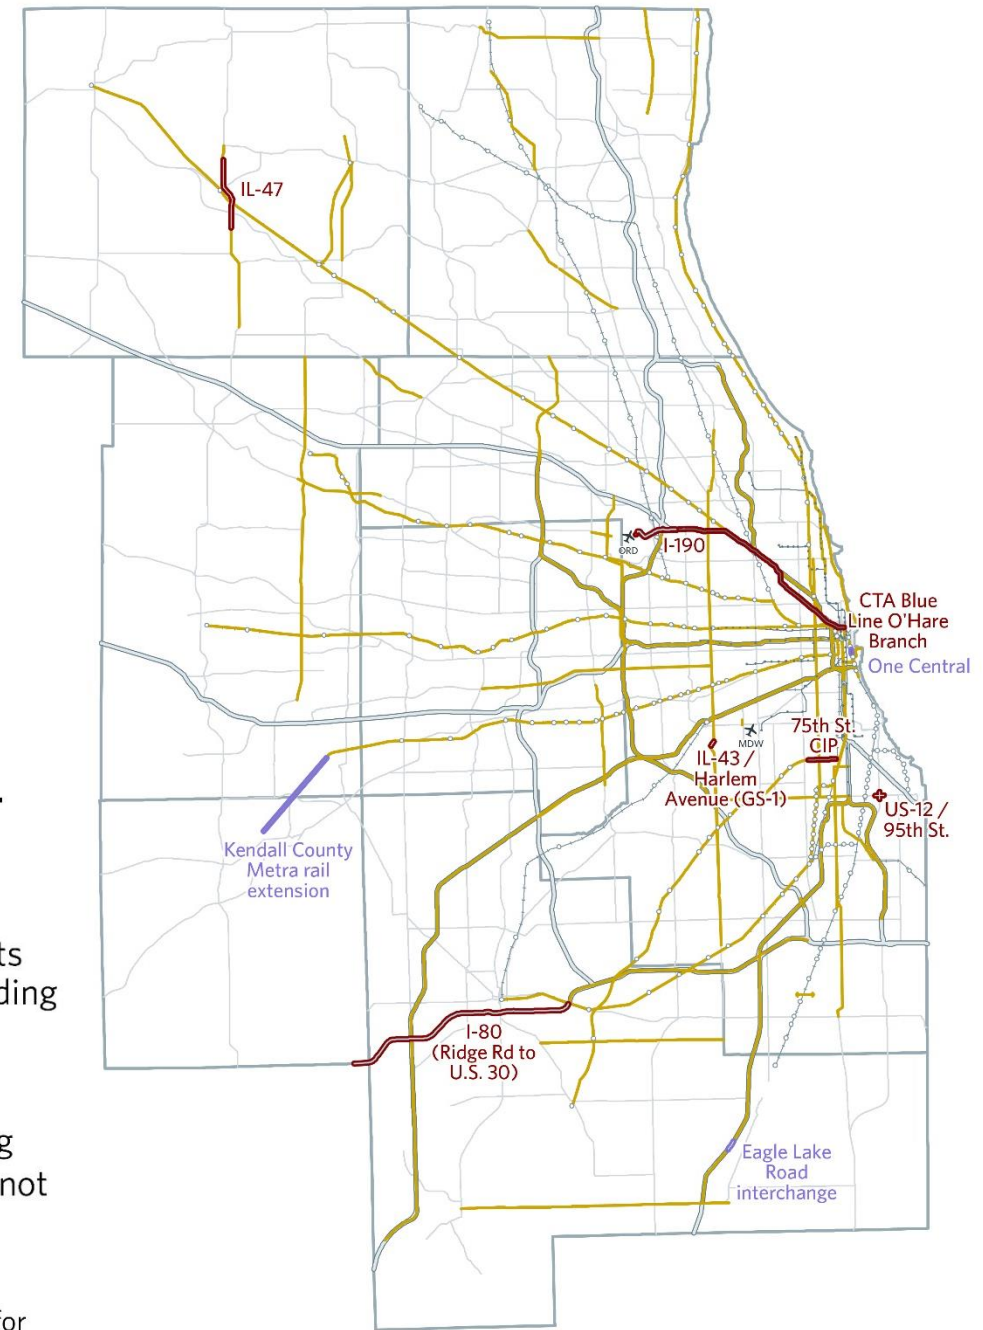 IL-47
ORD
I-190
CTA Blue
Line O'Hare
Branch
One Central
MDW
75th St.
CIP
IL-43 /
Harlem
Avenue (GS-1)
US-12 /
95th St.
Kendall County
Metra rail
extension
ts
ding
I-80
(Ridge Rd to
U.S. 30)
g
not
Eagle Lake
Road
interchange
for